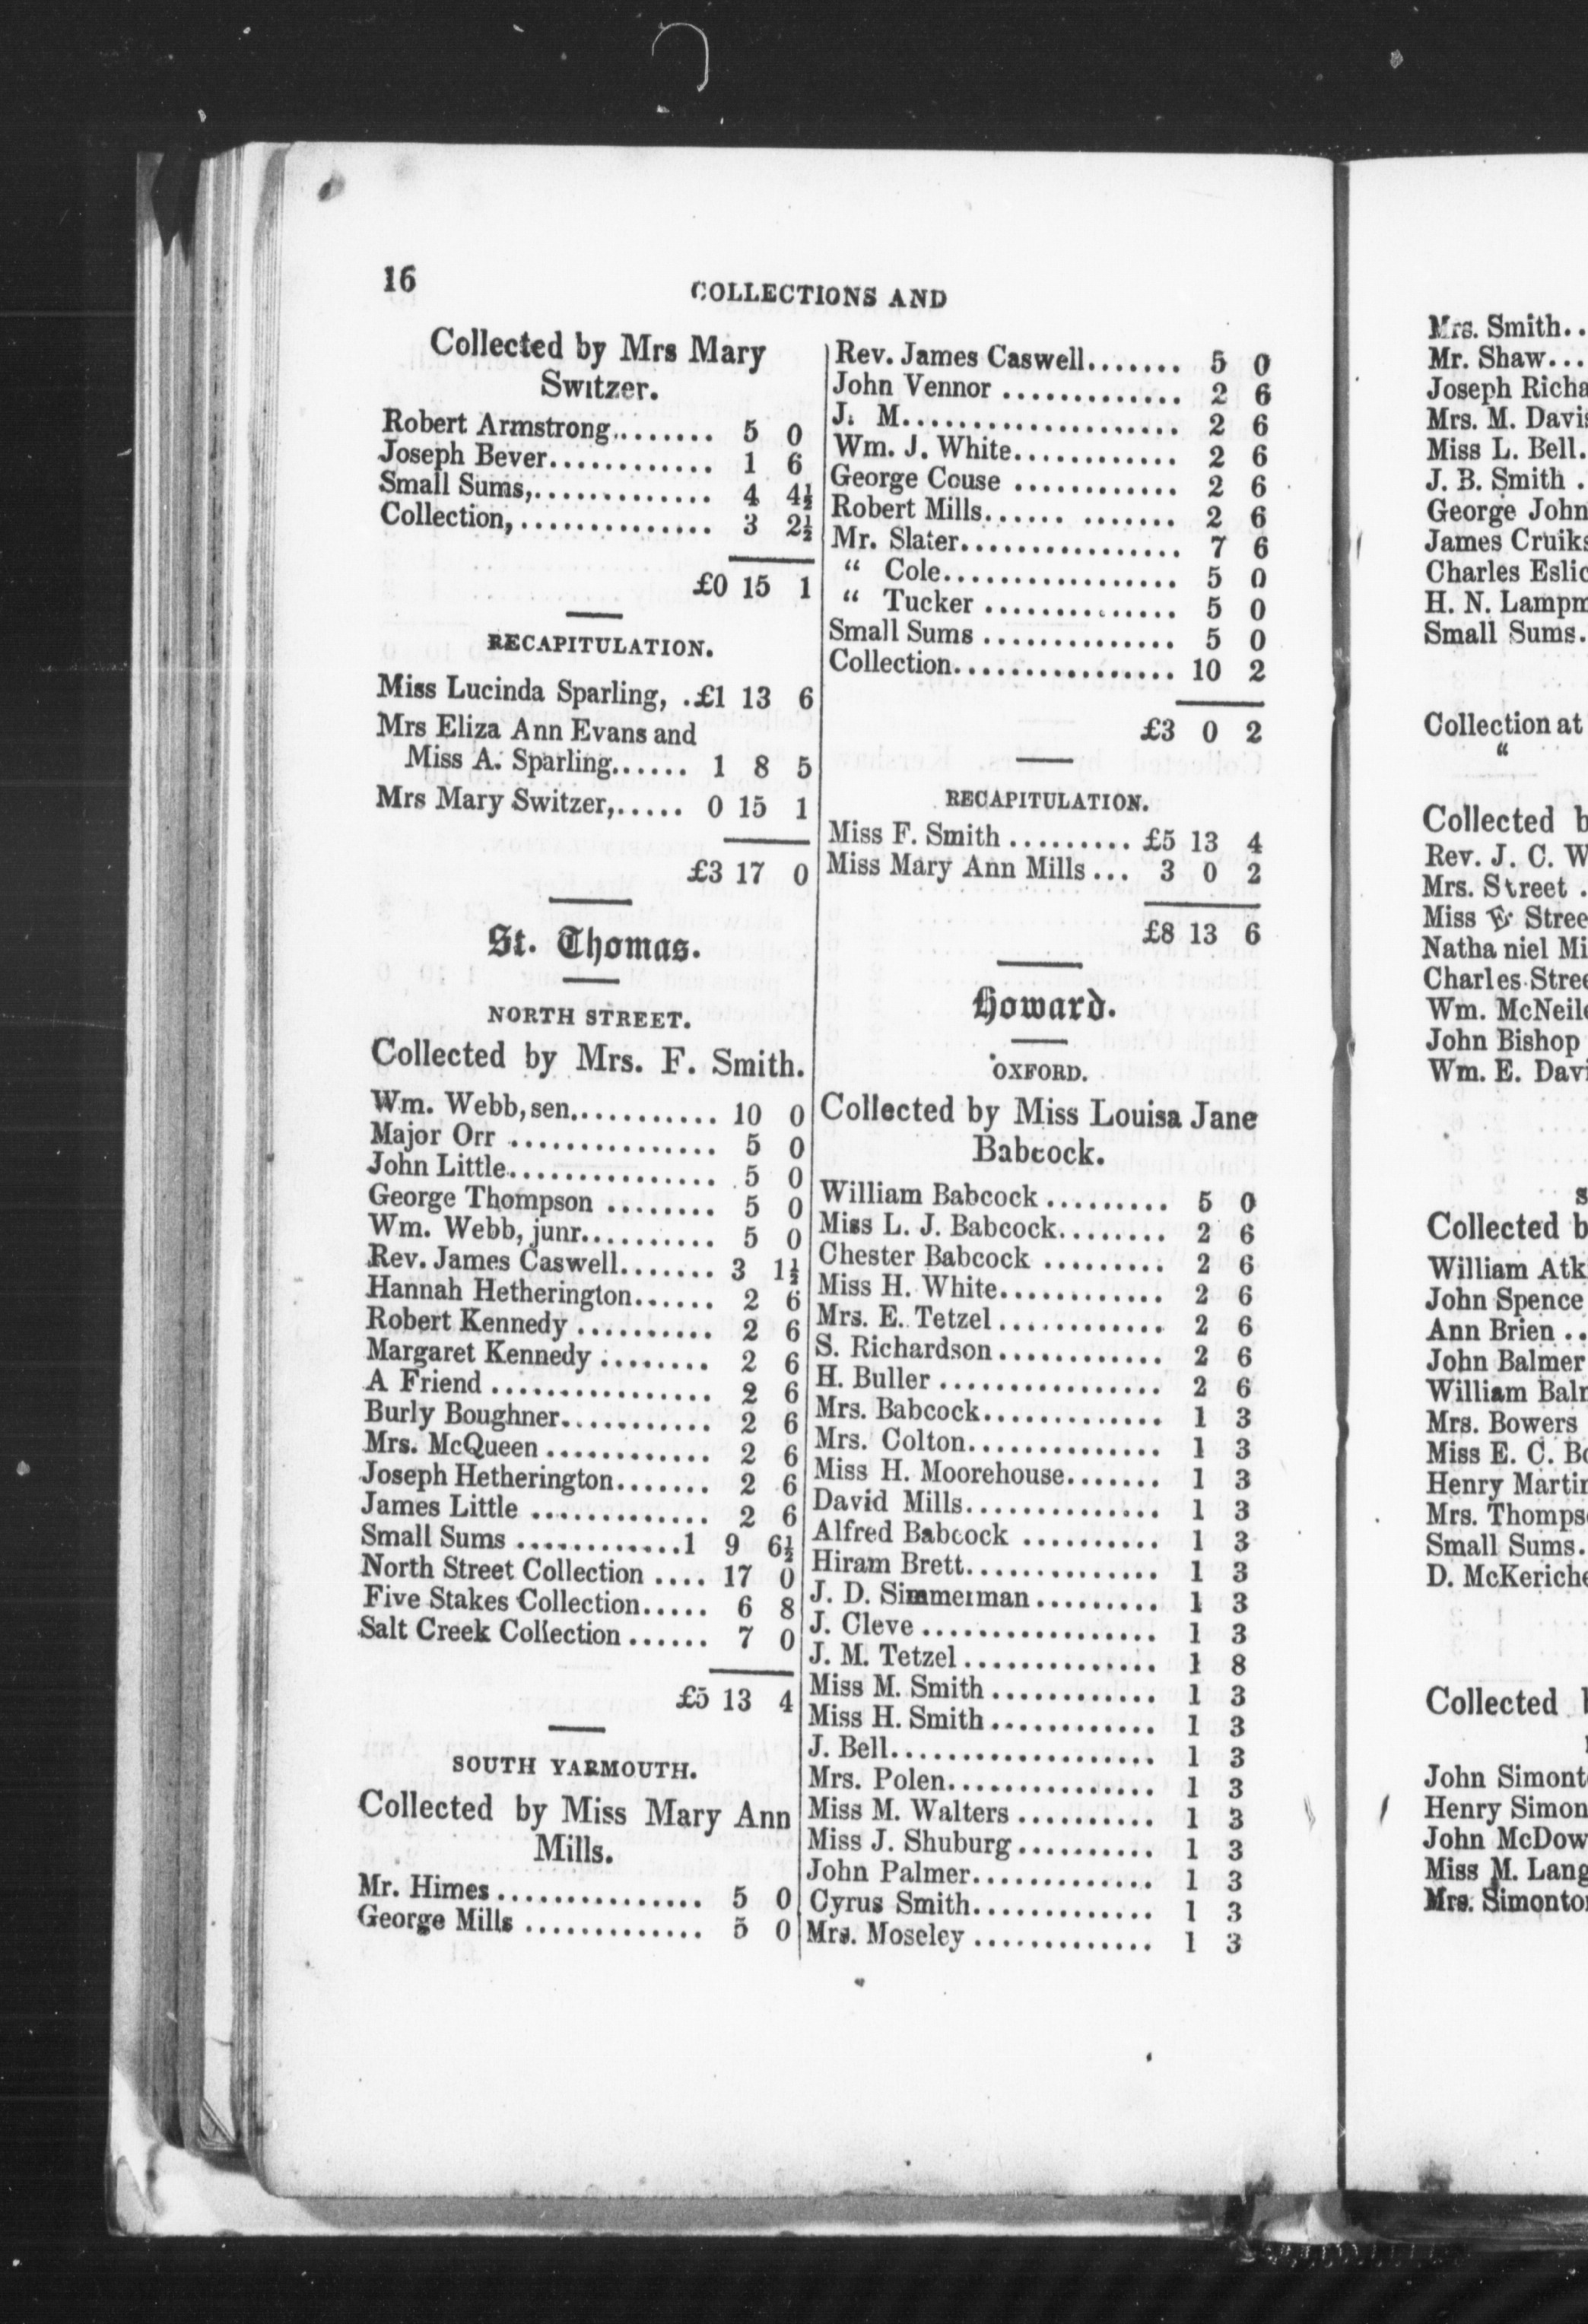 16
COLLECTIONS AND
Collected by Mrs Mary
Switzer.
Robert Armstrong........ 5 0
Joseph Bever............ 1 6
Small Sums,............. 4 4½
Collection,.............. 3 2½
£0 15 1
RECAPITULATION.
Miss Lucinda Sparling, .£1 13 6
Mrs Eliza Ann Evans and
Miss A. Sparling...... 1 8 5
Mrs Mary Switzer,..... 0 15 1
£3 17 0
St. Thomas.
NORTH STREET.
Collected by Mrs. F. Smith.
Wm. Webb, sen........... 10 0
Major Orr ............... 5 0
John Little............... 5 0
George Thompson ........ 5 0
Wm. Webb, junr.......... 5 0
Rev. James Caswell....... 3 1½
Hannah Hetherington...... 2 6
Robert Kennedy .......... 2 6
Margaret Kennedy ........ 2 6
A Friend ................ 2 6
Burly Boughner........... 2 6
Mrs. McQueen ............ 2 6
Joseph Hetherington....... 2 6
James Little ............. 2 6
Small Sums ............1 9 6½
North Street Collection .... 17 0
Five Stakes Collection..... 6 8
Salt Creek Collection ...... 7 0
£5 13 4
SOUTH YARMOUTH.
Collected by Miss Mary Ann
Mills.
Mr. Himes............... 5 0
George Mills ............. 5 0
Rev. James Caswell....... 5 0
John Vennor ............. 2 6
J. M.................... 2 6
Wm. J. White............ 2 6
George Couse ............ 2 6
Robert Mills...... ....... 2 6
Mr. Slater................ 7 6
“ Cole................. 5 0
“ Tucker .............. 5 0
Small Sums .............. 5 0
Collection................ 10 2
£3 0 2
RECAPITULATION.
Miss F. Smith ......... £5 13 4
Miss Mary Ann Mills ... 3 0 2
£8 13 6
Howard.
OXFORD.
Collected by Miss Louisa Jane
Babcock.
William Babcock ......... 5 0
Miss L. J. Babcock........ 2 6
Chester Babcock ......... 2 6
Miss H. White............ 2 6
Mrs. E. Tetzel ............ 2 6
S. Richardson............ 2 6
H. Buller ................ 2 6
Mrs. Babcock............. 1 3
Mrs. Colton.............. 1 3
Miss H. Moorehouse....... 1 3
David Mills.............. 1 3
Alfred Babcock .......... 1 3
Hiram Brett.............. 1 3
J. D. Simmerman ......... 1 3
J. Cleve ................. 1 3
J. M. Tetzel .............. 1 8
Miss M. Smith ............ 1 3
Miss H. Smith............ 1 3
J. Bell................... 1 3
Mrs. Polen............... 1 3
Miss M. Walters .......... 1 3
Miss J. Shuburg .......... 1 3
John Palmer............. 1 3
Cyrus Smith............. 1 3
Mrs. Moseley ............. 1 3
Mrs. Smith..
Mr. Shaw...
Joseph Richa
Mrs. M. Davis
Miss L. Bell.
J. B. Smith .
George John
James Cruiks
Charles Eslic
H. N. Lampm
Small Sums.
Collection at
“
Collected b
Rev. J. C. W
Mrs. Street .
Miss E. Stree
Nathaniel Mi
Charles Stree
Wm. McNeile
John Bishop
Wm. E. Davi
S
Collected b
William Atk
John Spence
Ann Brien ..
John Balmer
William Baln
Mrs. Bowers
Miss E. C. Bo
Henry Martin
Mrs. Thomps
Small Sums.
D. McKeriche
Collected b
John Simont
Henry Simon
John McDow
Miss M. Lang
Mrs. Simonto